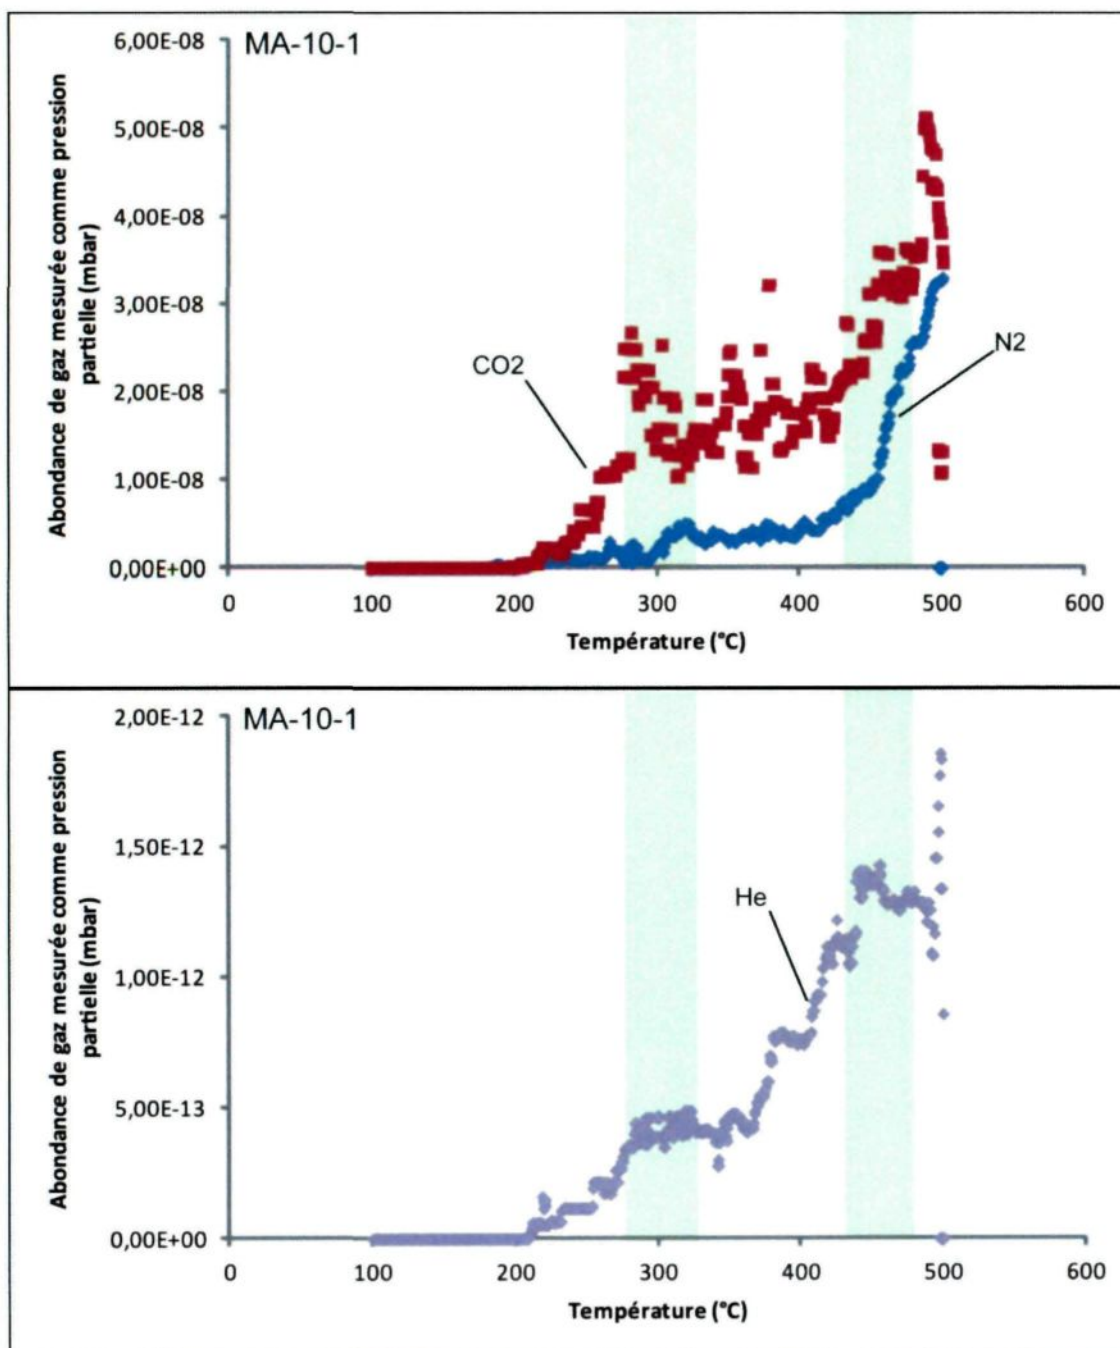 MA-10-1
Abondance de gaz mesurée comme pression
partielle (mbar)
6,00E-08
5,00E-08
4,00E-08
3,00E-08
2,00E-08
1,00E-08
0,00E+00
CO2
N2
0 100 200 300 400 500 600
Température (°C)
MA-10-1
Abondance de gaz mesurée comme pression
partielle (mbar)
2,00E-12
1,50E-12
1,00E-12
5,00E-13
0,00E+00
He
0 100 200 300 400 500 600
Température (°C)